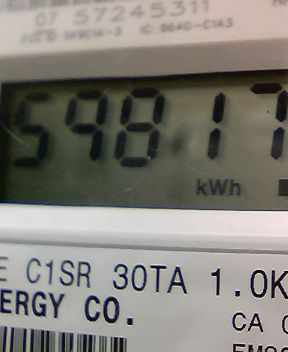 07 57245311
59817
kWh
E C1SR 30TA 1.0K
ERGY CO.
CA